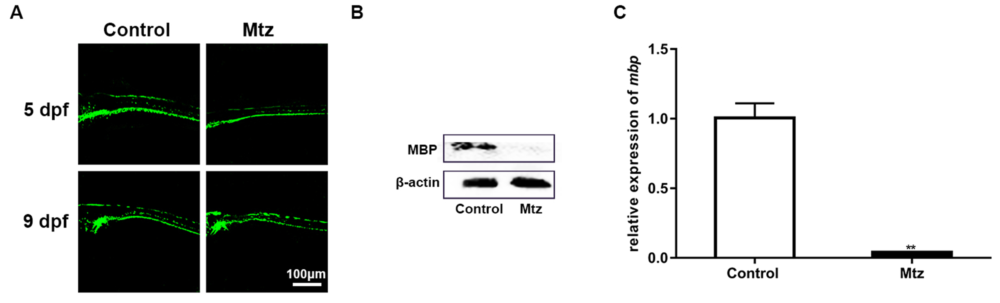 A
Control
Mtz
5 dpf
9 dpf
100µm
B
MBP
β-actin
Control
Mtz
C
relative expression of mbp
1.5
1.0
0.5
0.0
**
Control
Mtz